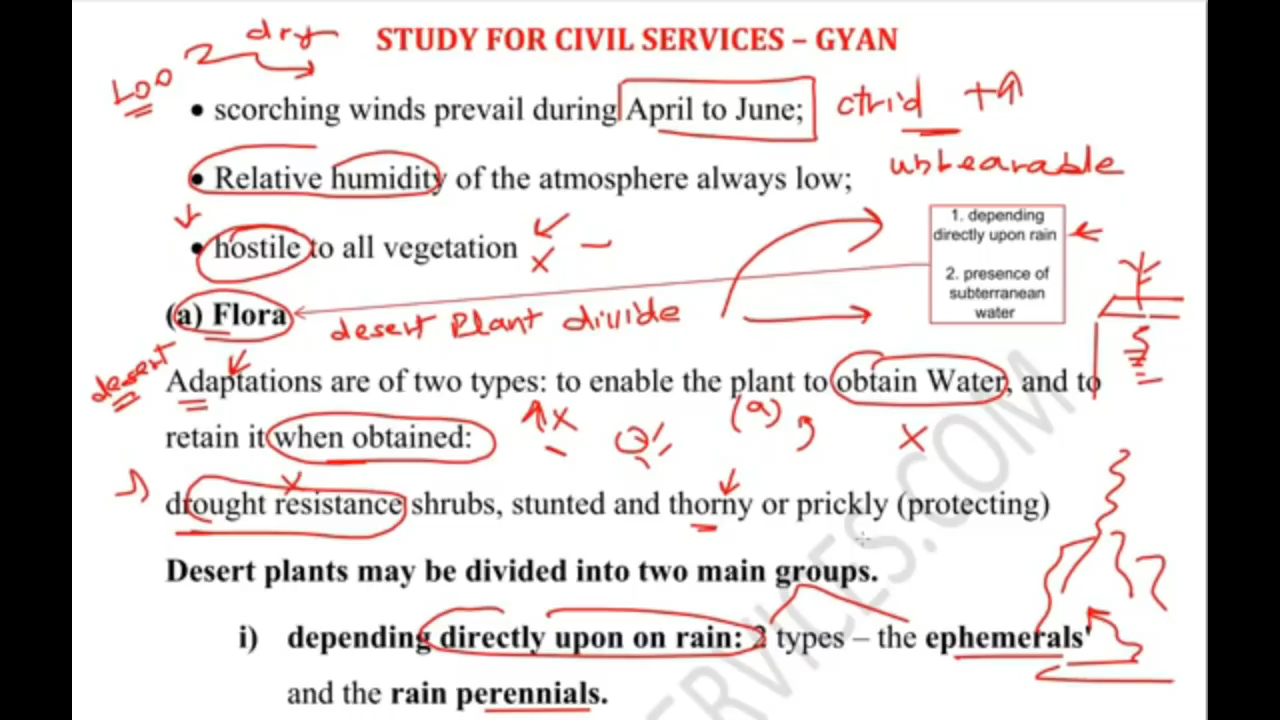 dry
STUDY FOR CIVIL SERVICES – GYAN
Loo
• scorching winds prevail during April to June;
+
unbearable
• Relative humidity of the atmosphere always low;
1. depending directly upon rain
• hostile to all vegetation
2. presence of subterranean water
(a) Flora
desert Plant divide
desert
Adaptations are of two types: to enable the plant to obtain Water, and to
(a)
retain it when obtained:
drought resistance shrubs, stunted and thorny or prickly (protecting)
Desert plants may be divided into two main groups.
i) depending directly upon on rain: 2 types – the ephemerals'
and the rain perennials.
SERVICES.COM